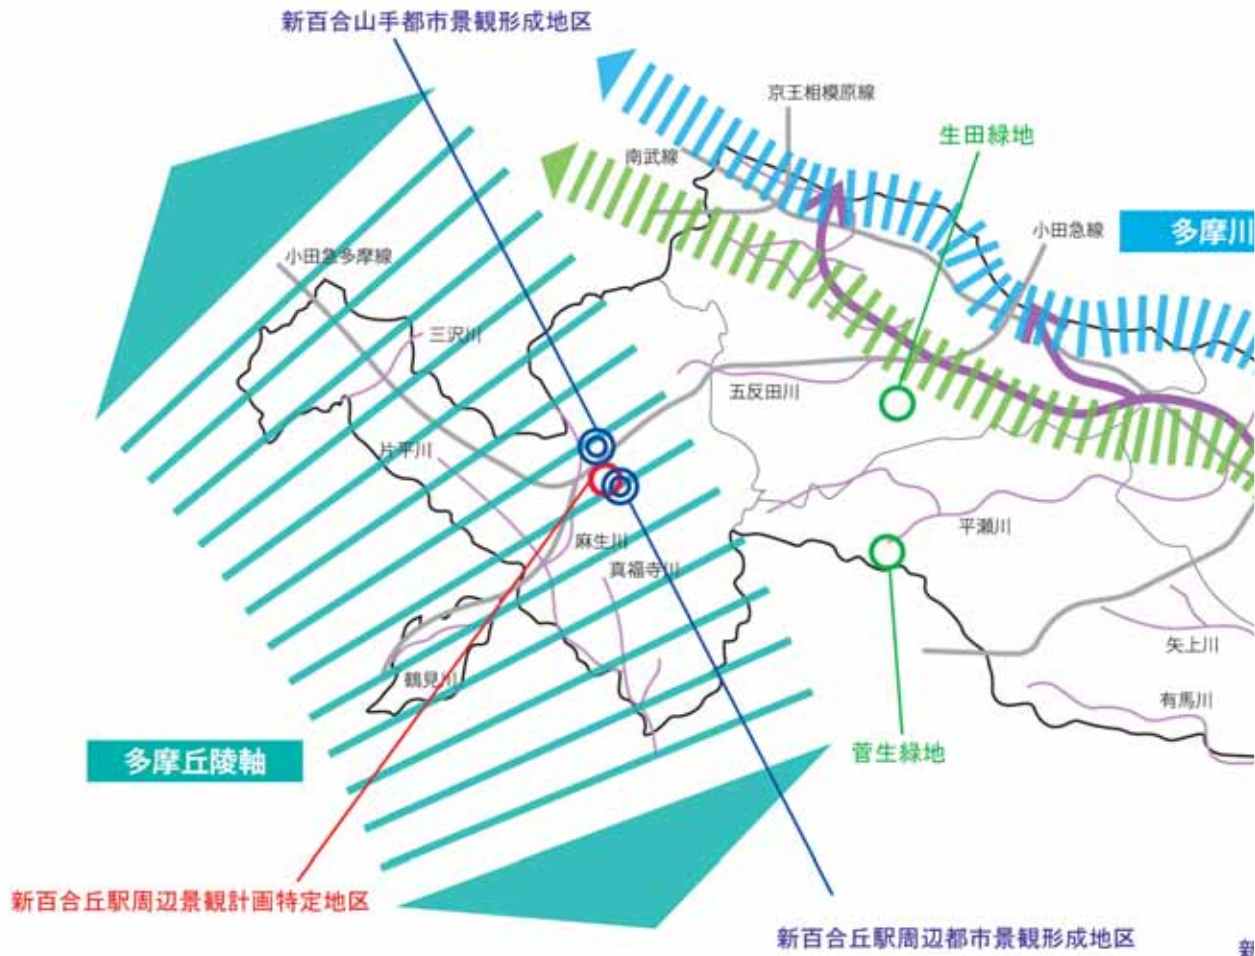 新百合山手都市景観形成地区
京王相模原線
生田緑地
南武線
多摩川
小田急線
小田急多摩線
三沢川
五反田川
片平川
平瀬川
麻生川
真福寺川
矢上川
鶴見川
有馬川
菅生緑地
多摩丘陵軸
新百合丘駅周辺景観計画特定地区
新百合丘駅周辺都市景観形成地区
新